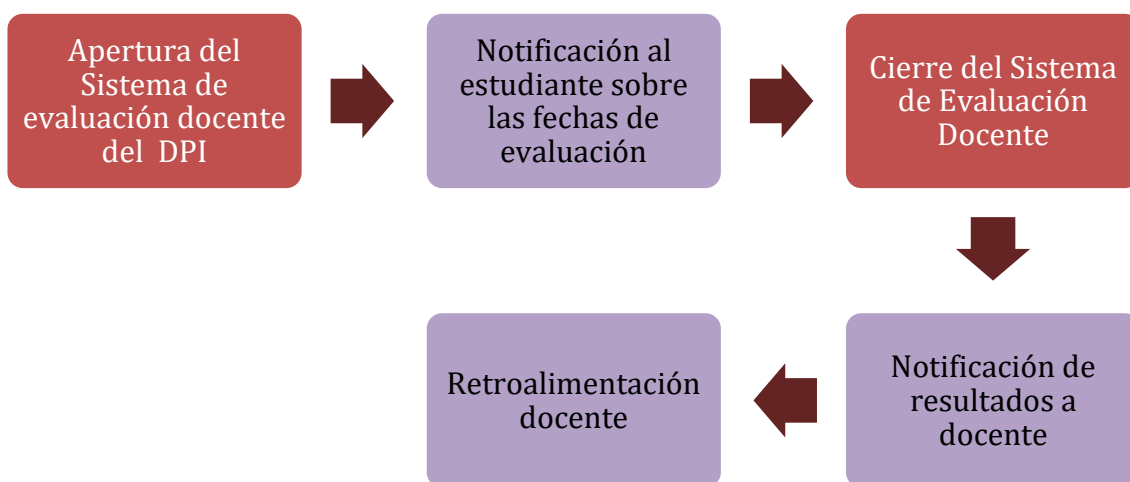 Apertura del
Sistema de
evaluación docente
del DPI
Notificación al
estudiante sobre
las fechas de
evaluación
Cierre del Sistema
de Evaluación
Docente
Notificación de
resultados a
docente
Retroalimentación
docente